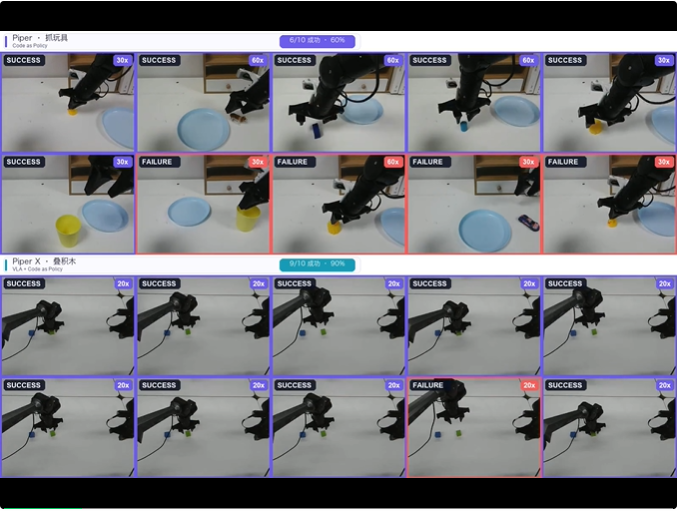 Piper · 抓玩具
Code as Policy
6/10 成功 · 60%
SUCCESS 30x
SUCCESS 60x
SUCCESS 60x
SUCCESS 60x
SUCCESS 30x
SUCCESS 30x
FAILURE 30x
FAILURE 60x
FAILURE 30x
FAILURE 30x
Piper X · 叠积木
VLA + Code as Policy
9/10 成功 · 90%
SUCCESS 20x
SUCCESS 20x
SUCCESS 20x
SUCCESS 20x
SUCCESS 20x
SUCCESS 20x
SUCCESS 20x
SUCCESS 20x
FAILURE 20x
SUCCESS 20x